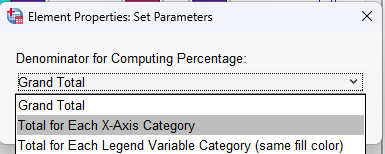 Element Properties: Set Parameters
Denominator for Computing Percentage:
Grand Total
Grand Total
Total for Each X-Axis Category
Total for Each Legend Variable Category (same fill color)